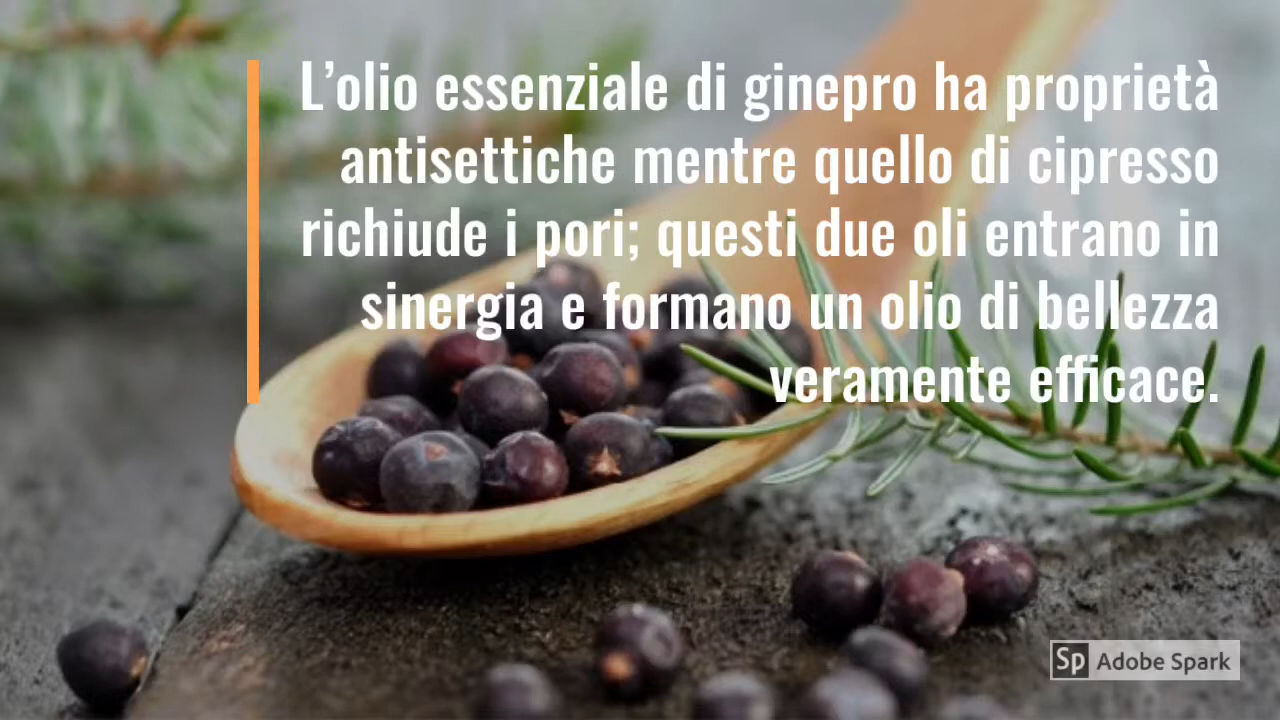 L’olio essenziale di ginepro ha proprietà
antisettiche mentre quello di cipresso
richiude i pori; questi due oli entrano in
sinergia e formano un olio di bellezza
veramente efficace.
Sp Adobe Spark